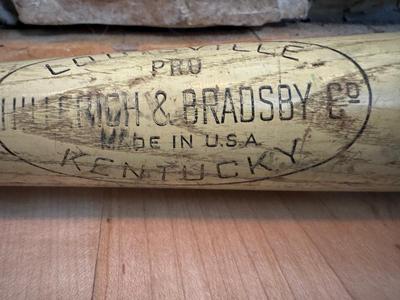 LOUISVILLE
PRO
HILLERICH & BRADSBY Co
MADE IN U.S.A.
KENTUCKY